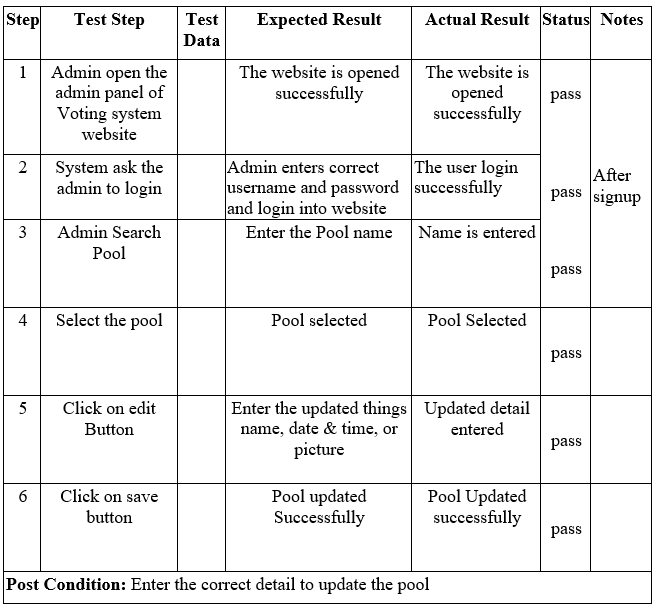 Step Test Step Test Data Expected Result Actual Result Status Notes
1 Admin open the admin panel of Voting system website The website is opened successfully The website is opened successfully pass
2 System ask the admin to login Admin enters correct username and password and login into website The user login successfully pass After signup
3 Admin Search Pool Enter the Pool name Name is entered pass
4 Select the pool Pool selected Pool Selected pass
5 Click on edit Button Enter the updated things name, date & time, or picture Updated detail entered pass
6 Click on save button Pool updated Successfully Pool Updated successfully pass
Post Condition: Enter the correct detail to update the pool